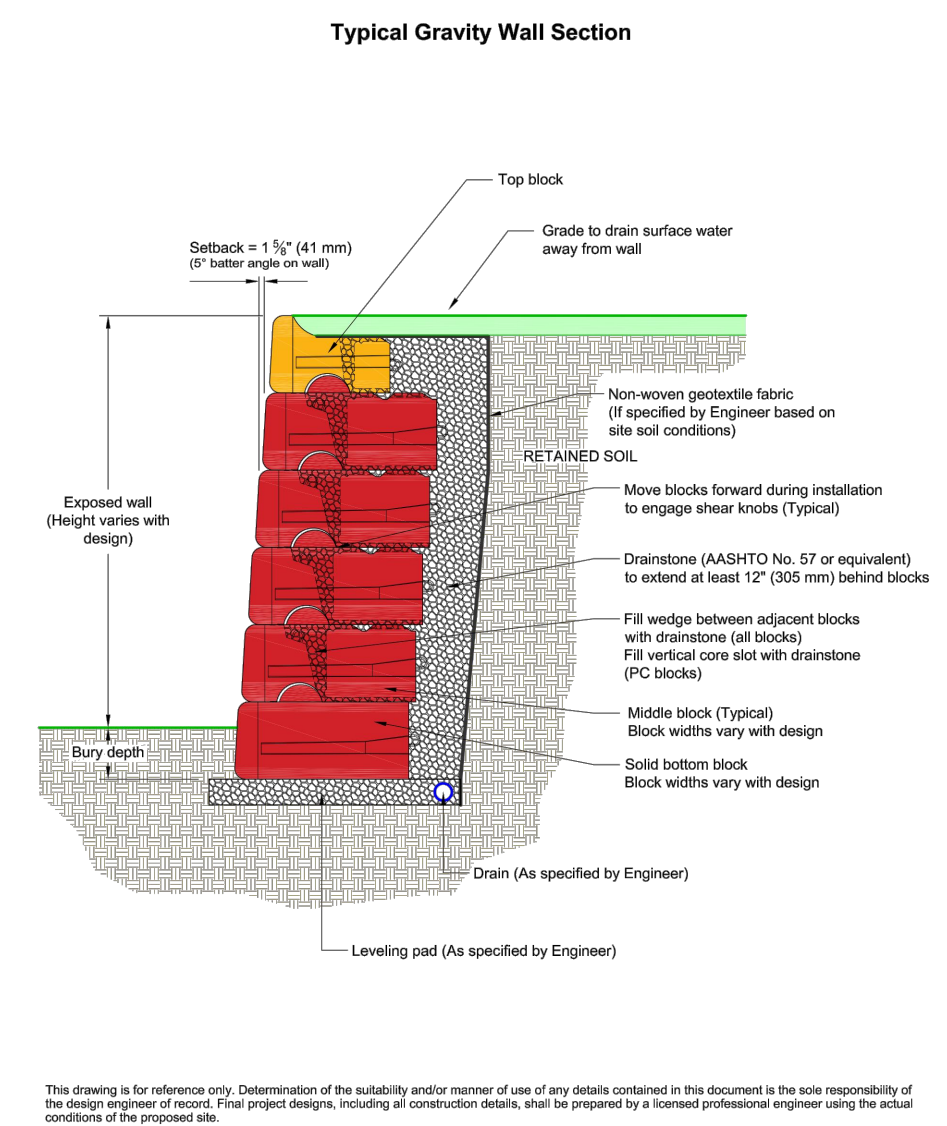 Typical Gravity Wall Section
Top block
Grade to drain surface water
away from wall
Setback = 1 5⁄8" (41 mm)
(5° batter angle on wall)
Non-woven geotextile fabric
(If specified by Engineer based on
site soil conditions)
RETAINED SOIL
Move blocks forward during installation
to engage shear knobs (Typical)
Exposed wall
(Height varies with
design)
Drainstone (AASHTO No. 57 or equivalent)
to extend at least 12" (305 mm) behind blocks
Fill wedge between adjacent blocks
with drainstone (all blocks)
Fill vertical core slot with drainstone
(PC blocks)
Middle block (Typical)
Block widths vary with design
Bury depth
Solid bottom block
Block widths vary with design
Drain (As specified by Engineer)
Leveling pad (As specified by Engineer)
This drawing is for reference only. Determination of the suitability and/or manner of use of any details contained in this document is the sole responsibility of
the design engineer of record. Final project designs, including all construction details, shall be prepared by a licensed professional engineer using the actual
conditions of the proposed site.